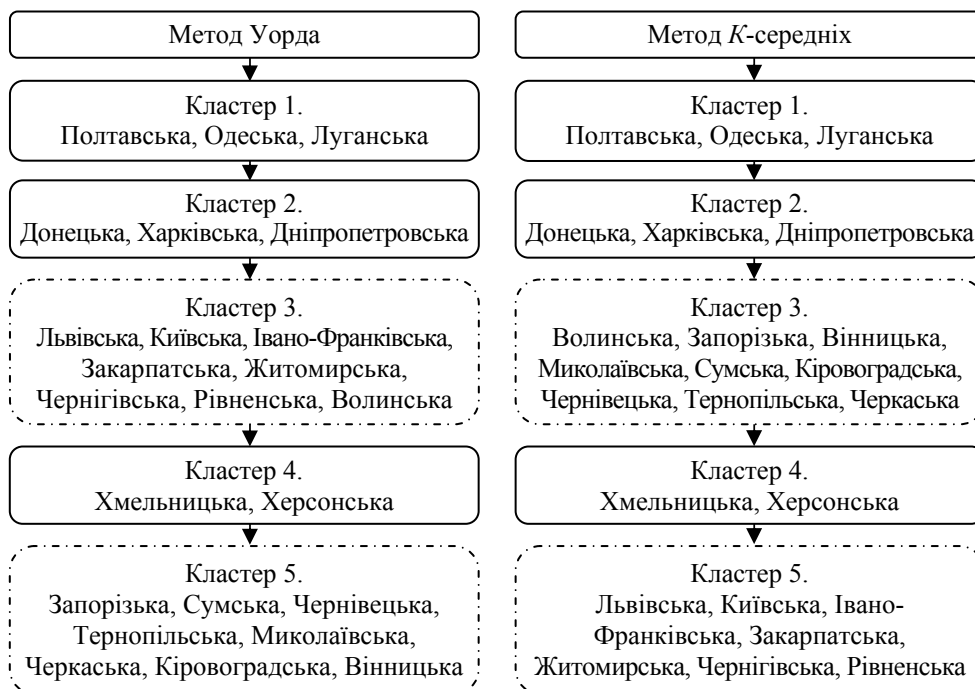 Метод Уорда
Кластер 1.
Полтавська, Одеська, Луганська
Кластер 2.
Донецька, Харківська, Дніпропетровська
Кластер 3.
Львівська, Київська, Івано-Франківська,
Закарпатська, Житомирська,
Чернігівська, Рівненська, Волинська
Кластер 4.
Хмельницька, Херсонська
Кластер 5.
Запорізька, Сумська, Чернівецька,
Тернопільська, Миколаївська,
Черкаська, Кіровоградська, Вінницька
Метод К-середніх
Кластер 1.
Полтавська, Одеська, Луганська
Кластер 2.
Донецька, Харківська, Дніпропетровська
Кластер 3.
Волинська, Запорізька, Вінницька,
Миколаївська, Сумська, Кіровоградська,
Чернівецька, Тернопільська, Черкаська
Кластер 4.
Хмельницька, Херсонська
Кластер 5.
Львівська, Київська, Івано-
Франківська, Закарпатська,
Житомирська, Чернігівська, Рівненська